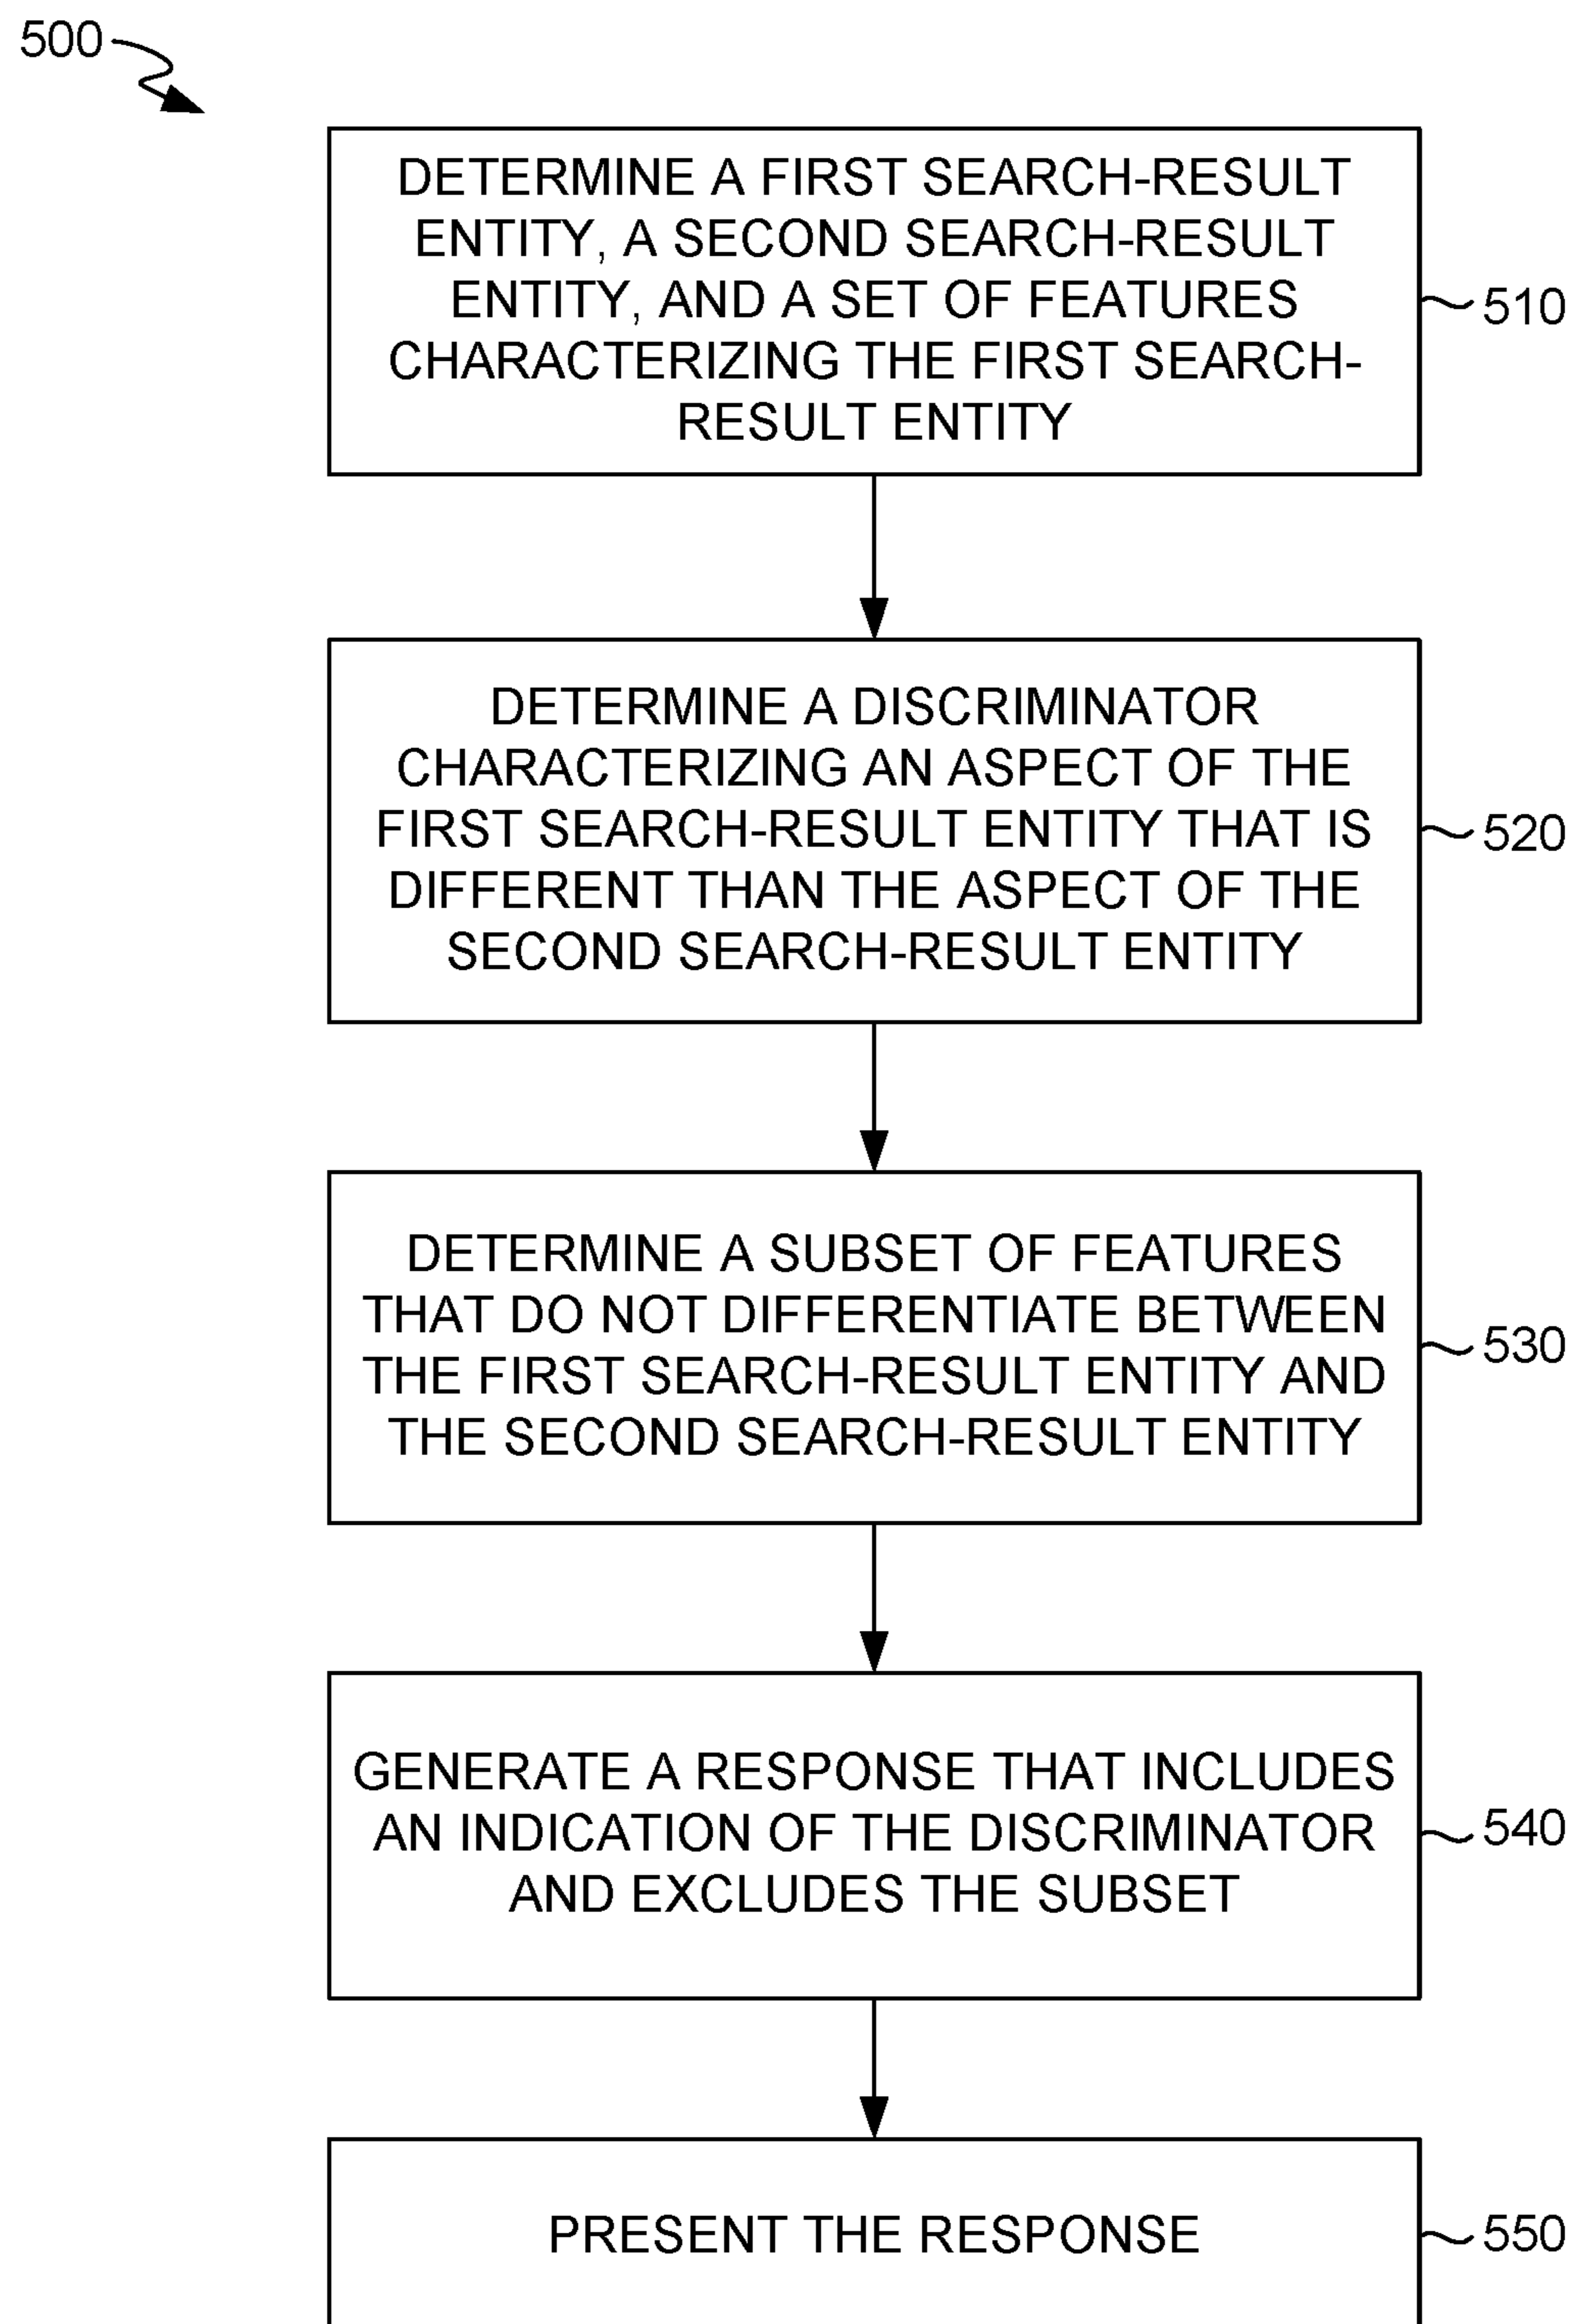 500
DETERMINE A FIRST SEARCH-RESULT
ENTITY, A SECOND SEARCH-RESULT
ENTITY, AND A SET OF FEATURES
CHARACTERIZING THE FIRST SEARCH-
RESULT ENTITY
510
DETERMINE A DISCRIMINATOR
CHARACTERIZING AN ASPECT OF THE
FIRST SEARCH-RESULT ENTITY THAT IS
DIFFERENT THAN THE ASPECT OF THE
SECOND SEARCH-RESULT ENTITY
520
DETERMINE A SUBSET OF FEATURES
THAT DO NOT DIFFERENTIATE BETWEEN
THE FIRST SEARCH-RESULT ENTITY AND
THE SECOND SEARCH-RESULT ENTITY
530
GENERATE A RESPONSE THAT INCLUDES
AN INDICATION OF THE DISCRIMINATOR
AND EXCLUDES THE SUBSET
540
PRESENT THE RESPONSE
550